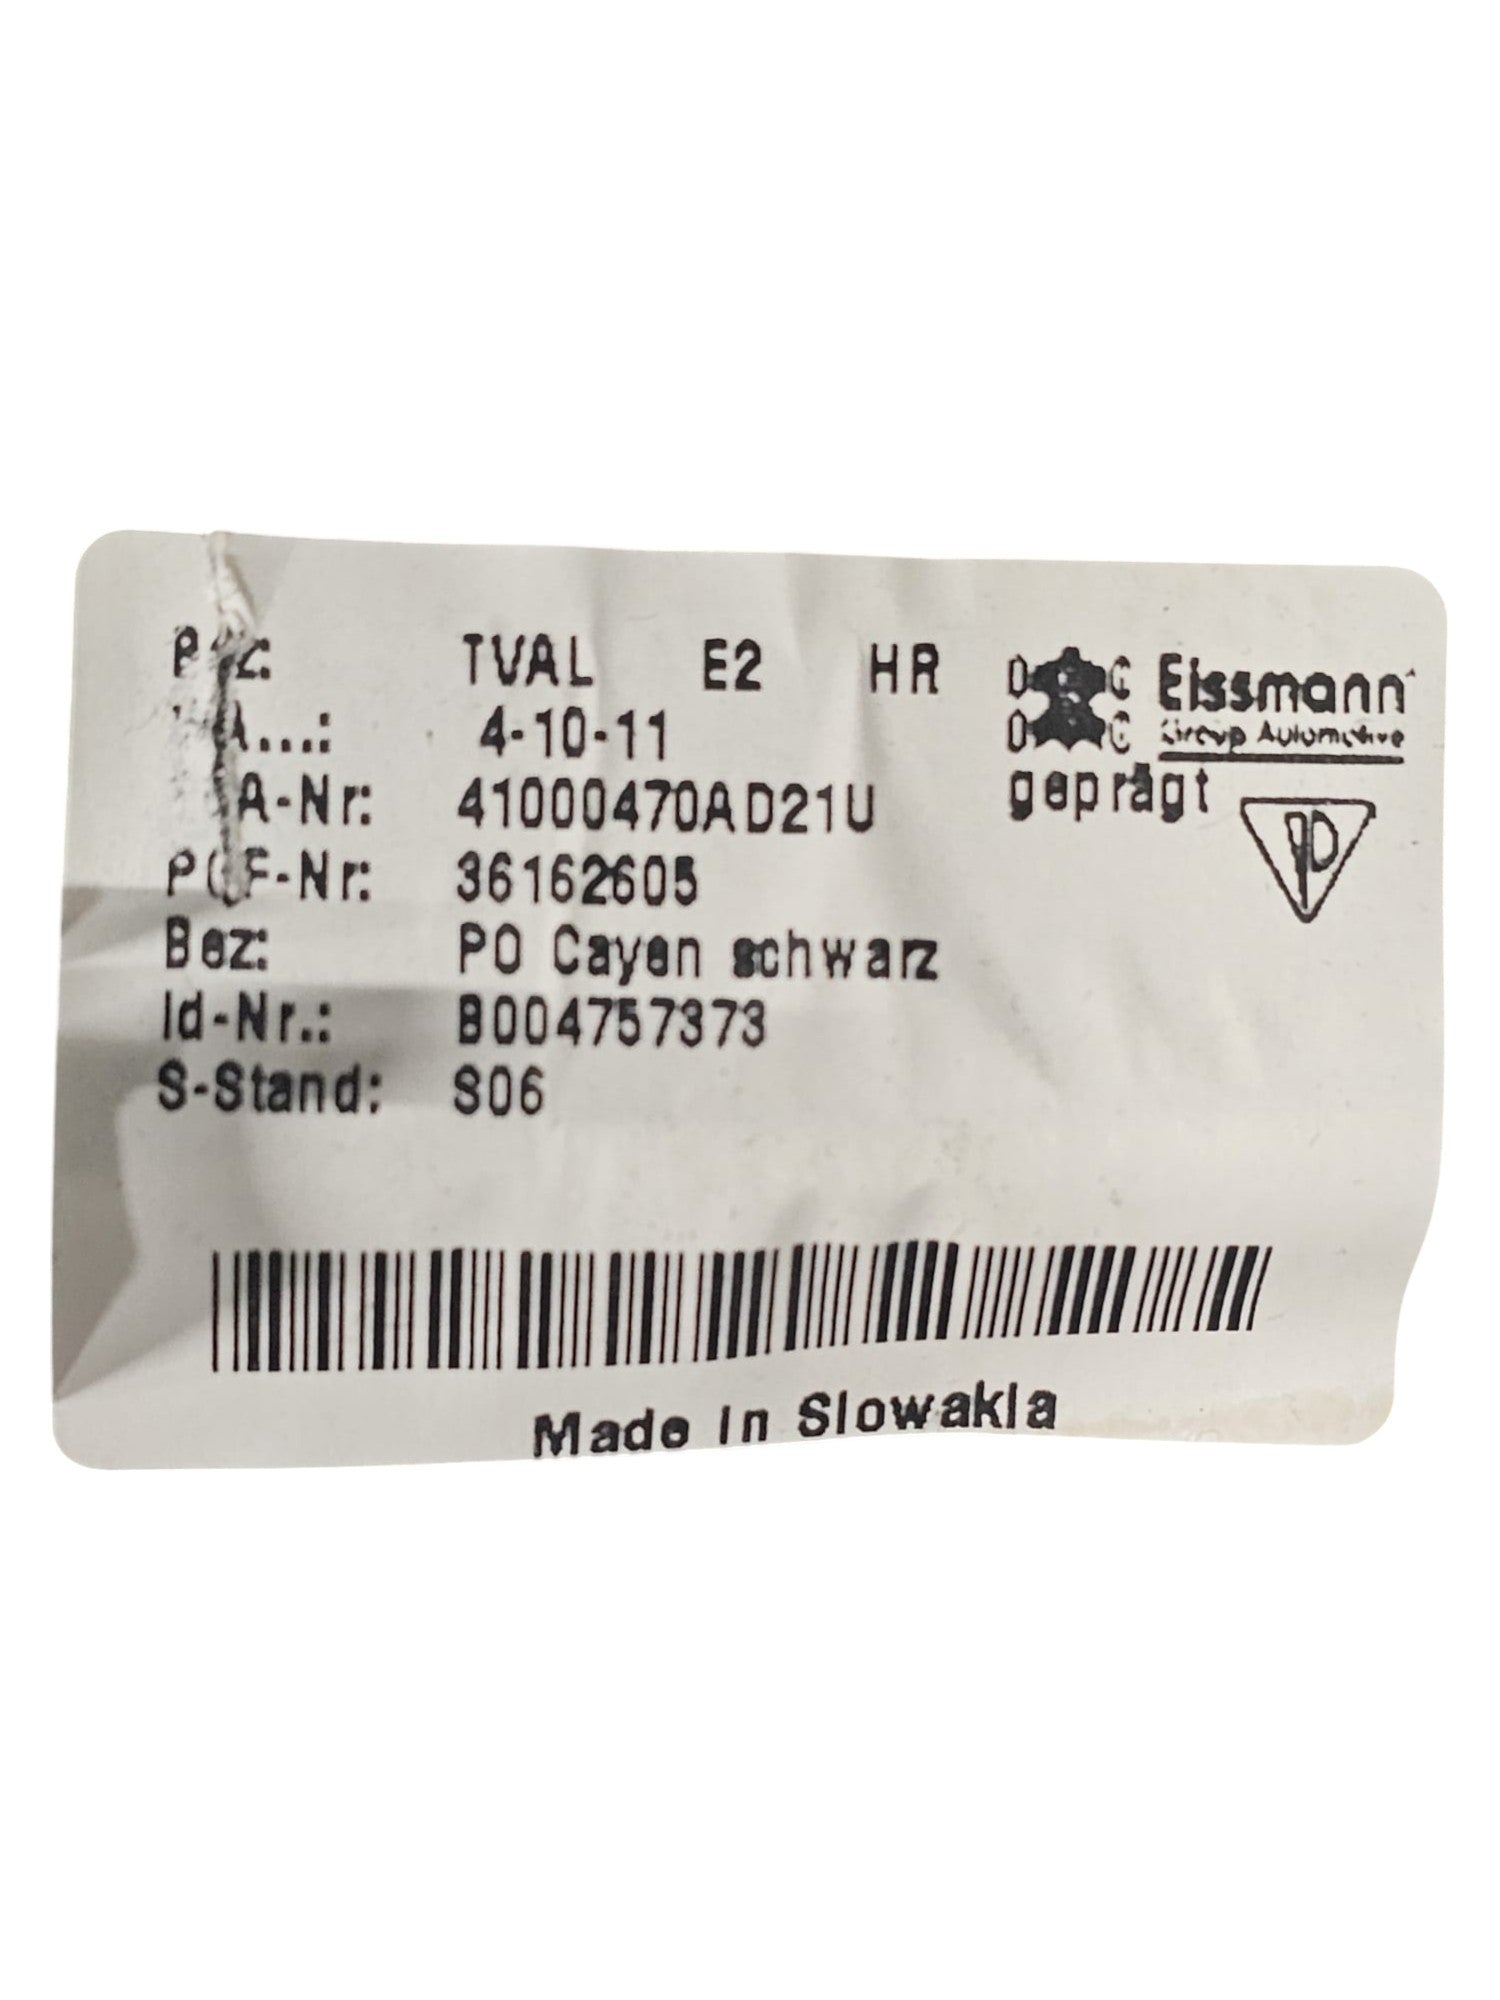 TVAL E2 HR
4-10-11
A-Nr: 41000470AD21U
36162605
Bez: PO Cayen schwarz
Id-Nr.: B004757373
S-Stand: S06
Eissmann
Group Automotive
geprägt
Made in Slowakia